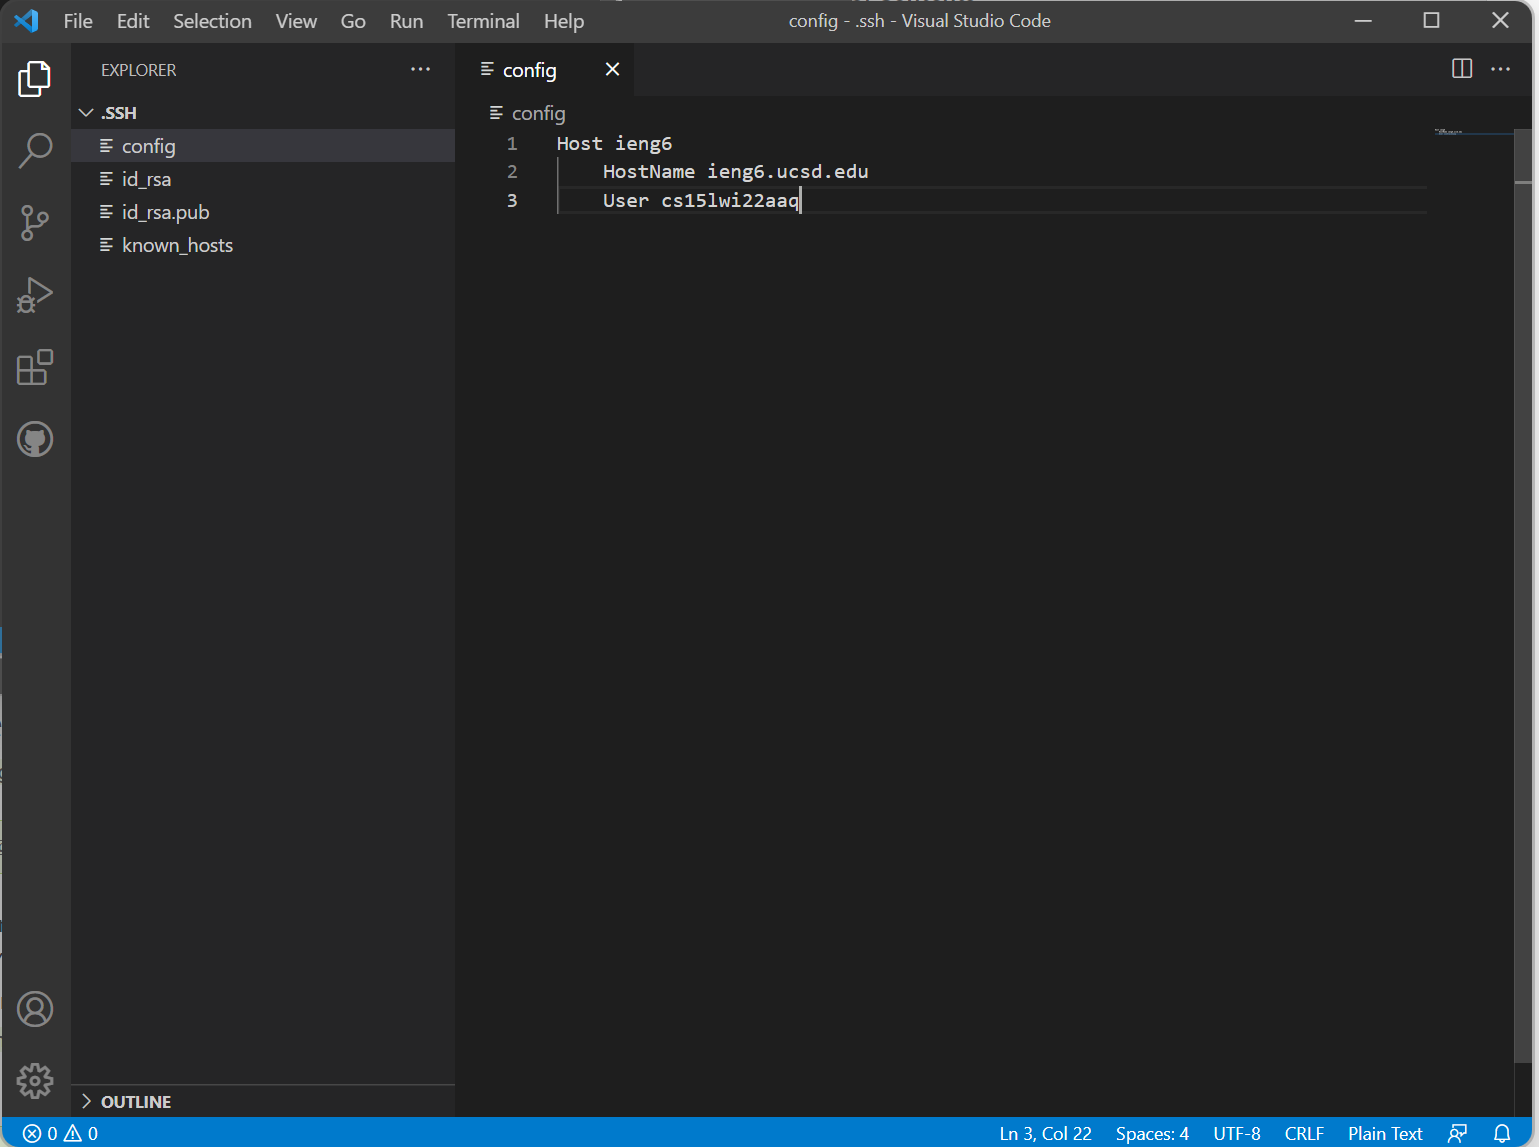 File Edit Selection View Go Run Terminal Help config - .ssh - Visual Studio Code
EXPLORER
.SSH
config
id_rsa
id_rsa.pub
known_hosts
OUTLINE
config
config
1 Host ieng6
2 HostName ieng6.ucsd.edu
3 User cs15lwi22aaq
0 0 Ln 3, Col 22 Spaces: 4 UTF-8 CRLF Plain Text